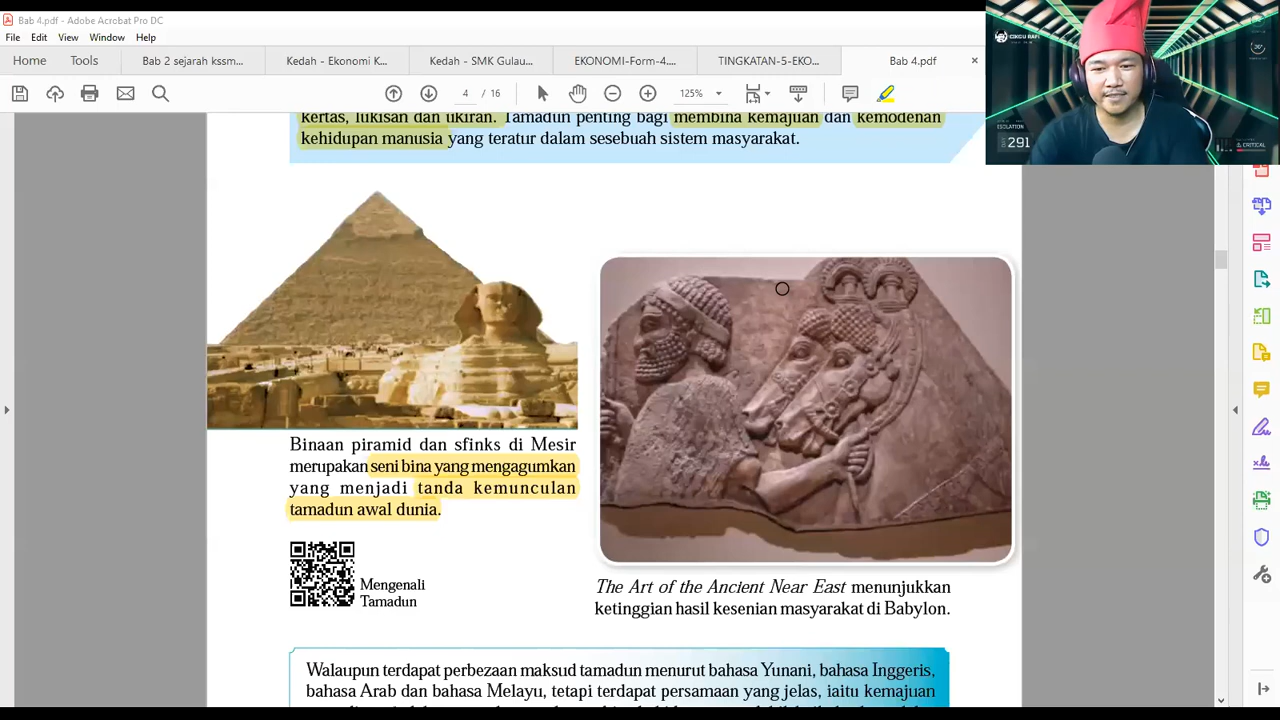 Bab 4.pdf - Adobe Acrobat Pro DC
File Edit View Window Help
Home Tools Bab 2 sejarah kssm... Kedah - Ekonomi K... Kedah - SMK Gulau... EKONOMI-Form-4.... TINGKATAN-5-EKO... Bab 4.pdf ×
4 / 16 125%
kertas, lukisan dan ukiran. Tamadun penting bagi membina kemajuan dan kemodenan
kehidupan manusia yang teratur dalam sesebuah sistem masyarakat.
Binaan piramid dan sfinks di Mesir
merupakan seni bina yang mengagumkan
yang menjadi tanda kemunculan
tamadun awal dunia.
Mengenali
Tamadun
The Art of the Ancient Near East menunjukkan
ketinggian hasil kesenian masyarakat di Babylon.
Walaupun terdapat perbezaan maksud tamadun menurut bahasa Yunani, bahasa Inggeris,
bahasa Arab dan bahasa Melayu, tetapi terdapat persamaan yang jelas, iaitu kemajuan
CIKGU RAFI
ISOLATION
291
CRITICAL